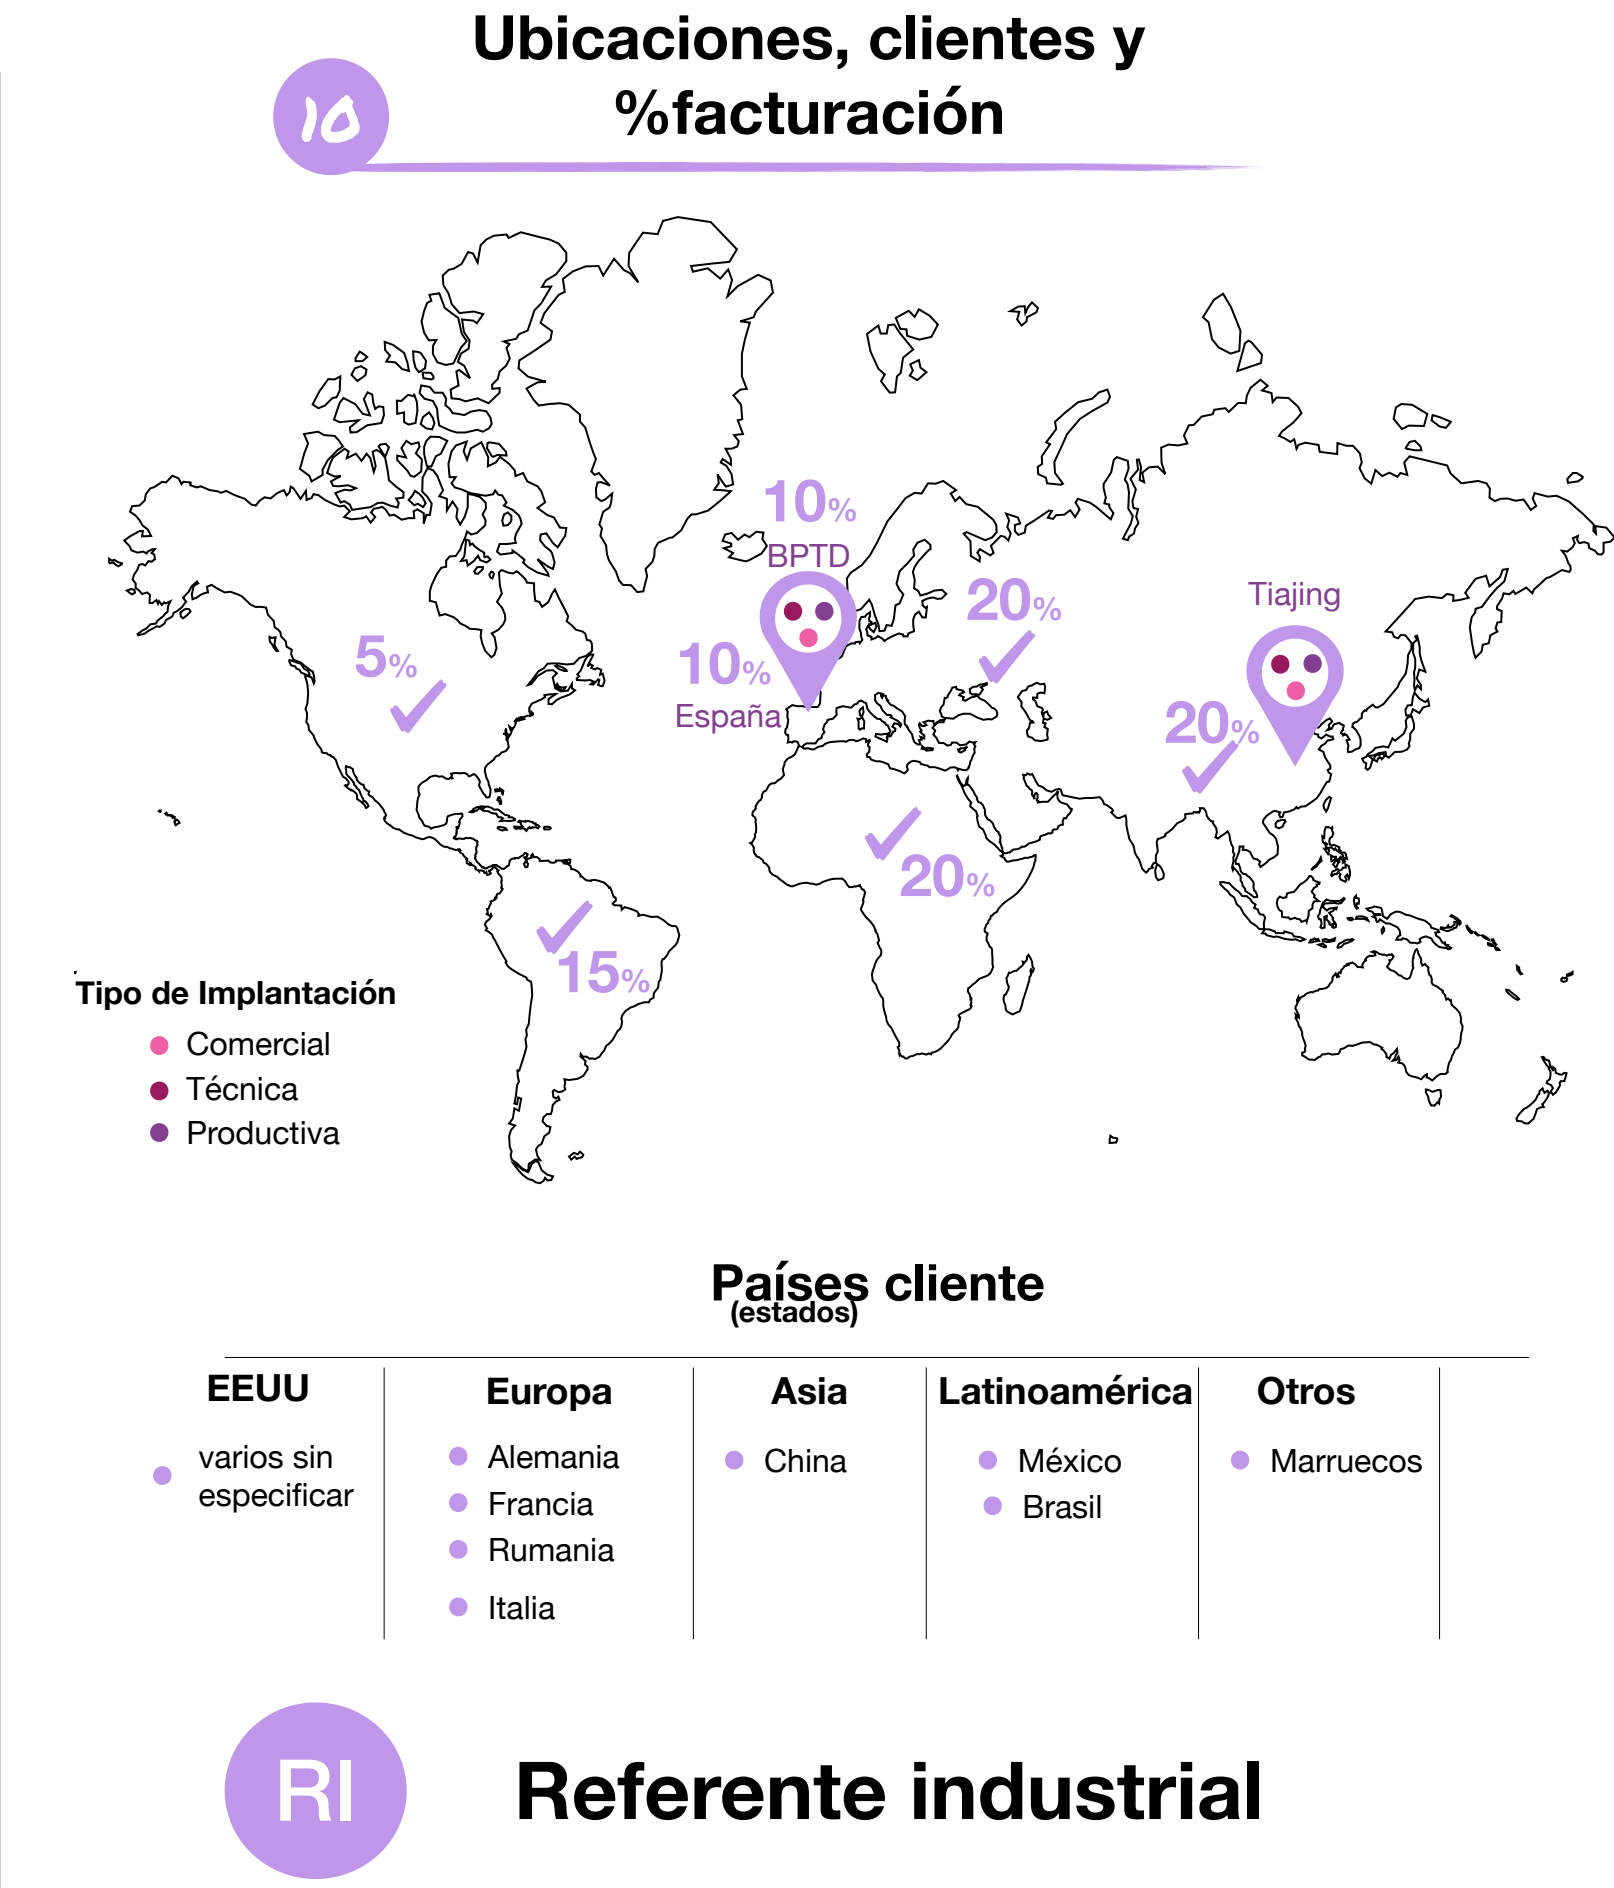 Ubicaciones, clientes y
%facturación
10
10%
BPTD
20%
Tiajing
5%
10%
España
20%
20%
15%
Tipo de Implantación
Comercial
Técnica
Productiva
Países cliente
(estados)
EEUU
varios sin
especificar
Europa
Alemania
Francia
Rumania
Italia
Asia
China
Latinoamérica
México
Brasil
Otros
Marruecos
RI
Referente industrial